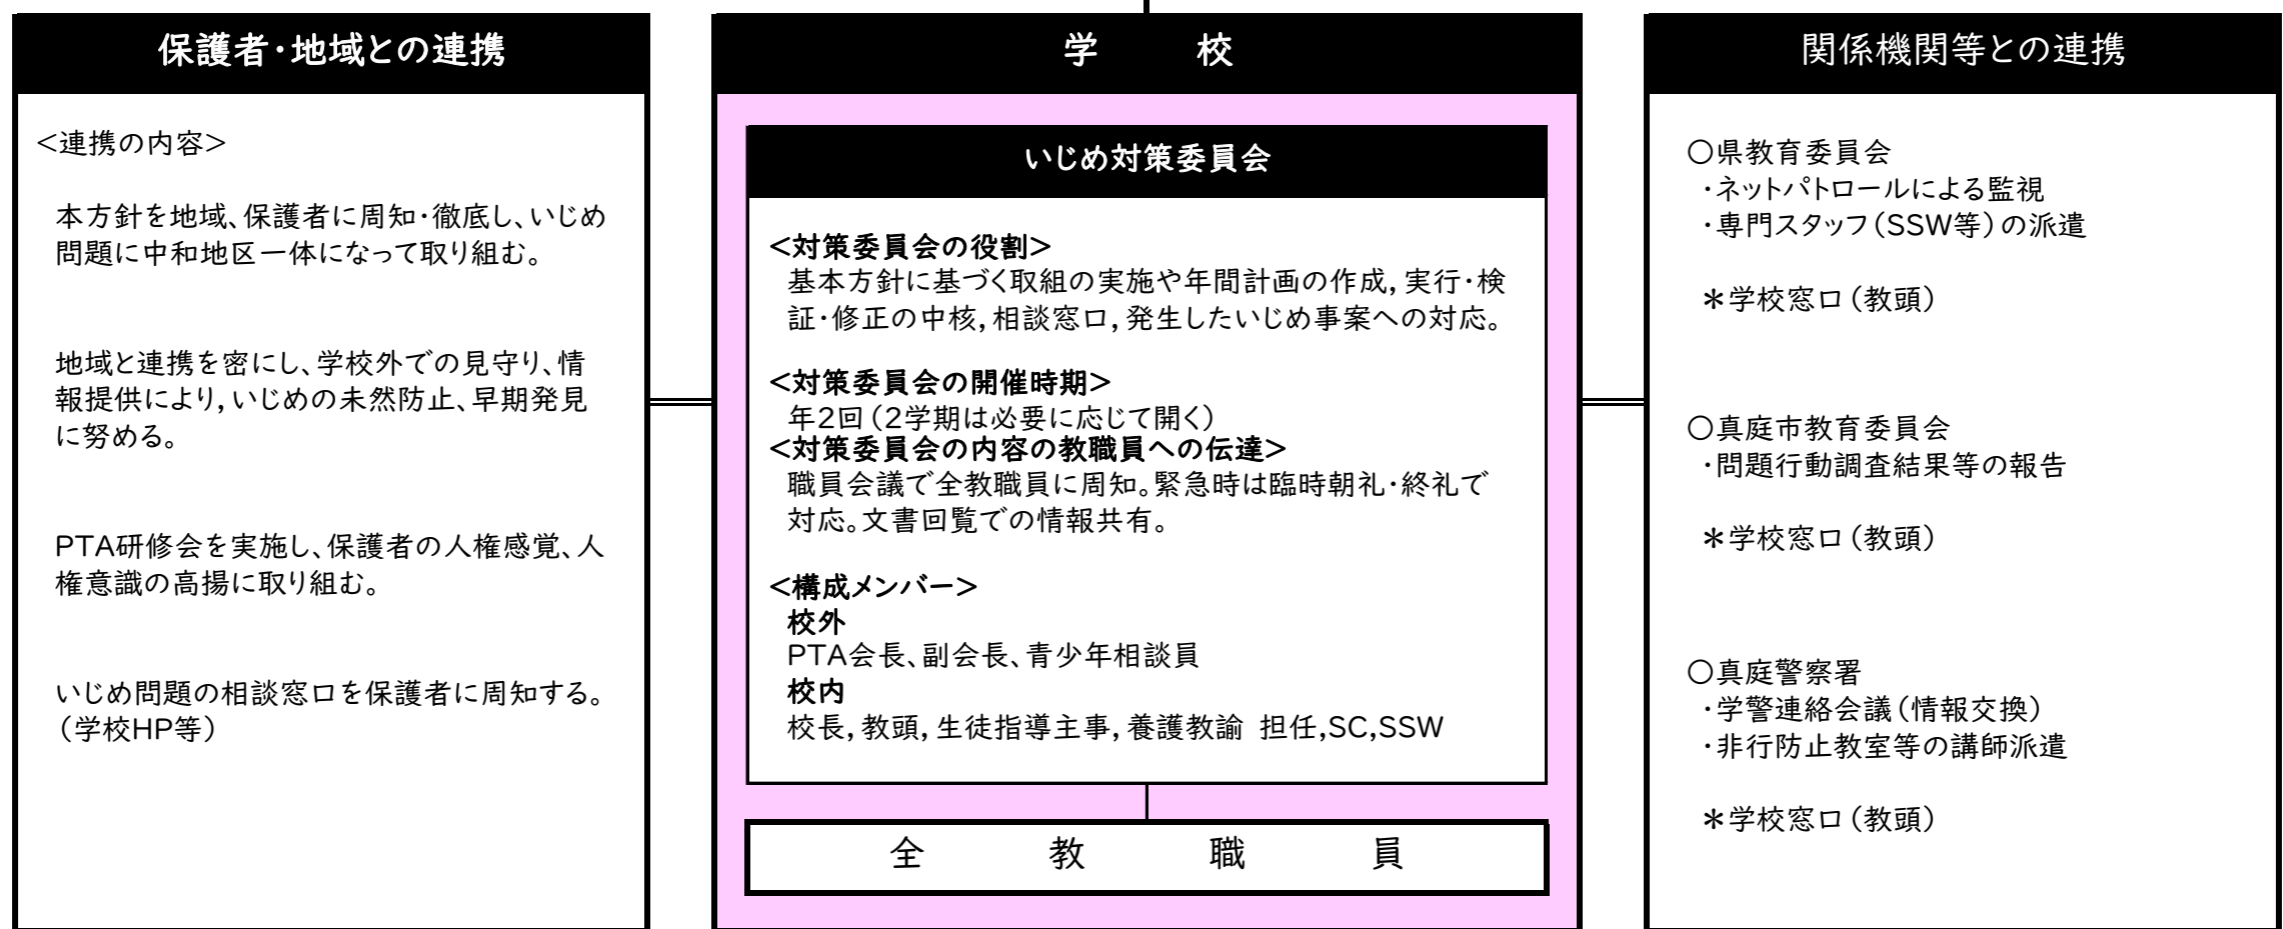 保護者・地域との連携
<連携の内容>
本方針を地域、保護者に周知・徹底し、いじめ
問題に中和地区一体になって取り組む。
地域と連携を密にし、学校外での見守り、情
報提供により,いじめの未然防止、早期発見
に努める。
PTA研修会を実施し、保護者の人権感覚、人
権意識の高揚に取り組む。
いじめ問題の相談窓口を保護者に周知する。
（学校HP等）
学　校
いじめ対策委員会
<対策委員会の役割>
基本方針に基づく取組の実施や年間計画の作成,実行・検
証・修正の中核,相談窓口,発生したいじめ事案への対応。
<対策委員会の開催時期>
年2回（2学期は必要に応じて開く）
<対策委員会の内容の教職員への伝達>
職員会議で全教職員に周知。緊急時は臨時朝礼・終礼で
対応。文書回覧での情報共有。
<構成メンバー>
校外
PTA会長、副会長、青少年相談員
校内
校長,教頭,生徒指導主事,養護教諭 担任,SC,SSW
全　教　職　員
関係機関等との連携
○県教育委員会
・ネットパトロールによる監視
・専門スタッフ（SSW等）の派遣
＊学校窓口（教頭）
○真庭市教育委員会
・問題行動調査結果等の報告
＊学校窓口（教頭）
○真庭警察署
・学警連絡会議（情報交換）
・非行防止教室等の講師派遣
＊学校窓口（教頭）